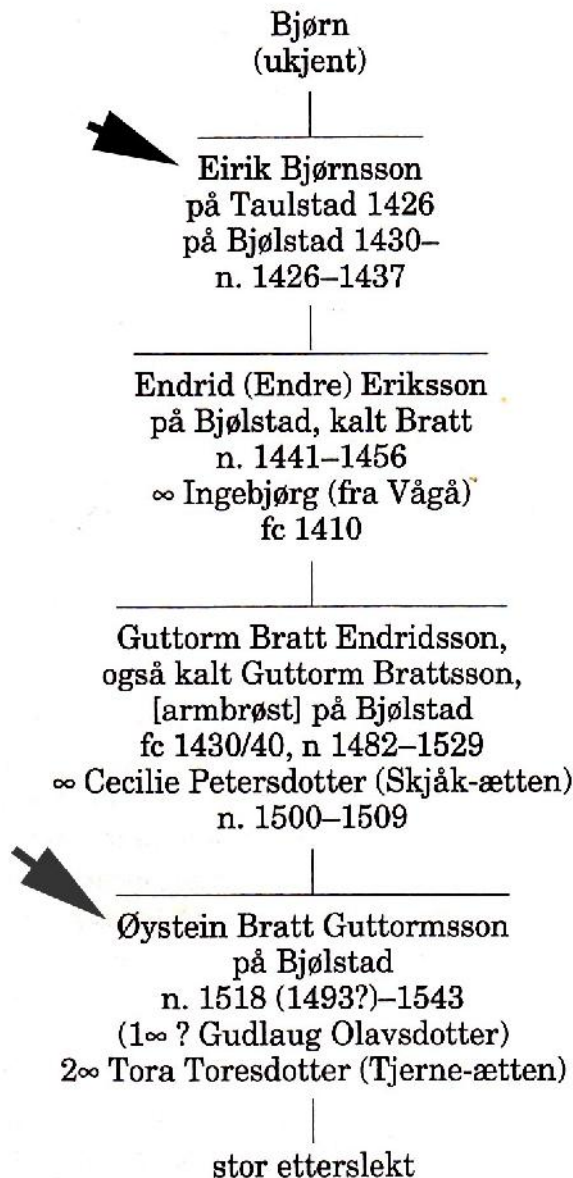 Bjørn
(ukjent)
Eirik Bjørnsson
på Taulstad 1426
på Bjølstad 1430–
n. 1426–1437
Endrid (Endre) Eriksson
på Bjølstad, kalt Bratt
n. 1441–1456
∞ Ingebjørg (fra Vågå)
fc 1410
Guttorm Bratt Endridsson,
også kalt Guttorm Brattsson,
[armbrøst] på Bjølstad
fc 1430/40, n 1482–1529
∞ Cecilie Petersdotter (Skjåk-ætten)
n. 1500–1509
Øystein Bratt Guttormsson
på Bjølstad
n. 1518 (1493?)–1543
(1∞ ? Gudlaug Olavsdotter)
2∞ Tora Toresdotter (Tjerne-ætten)
stor etterslekt